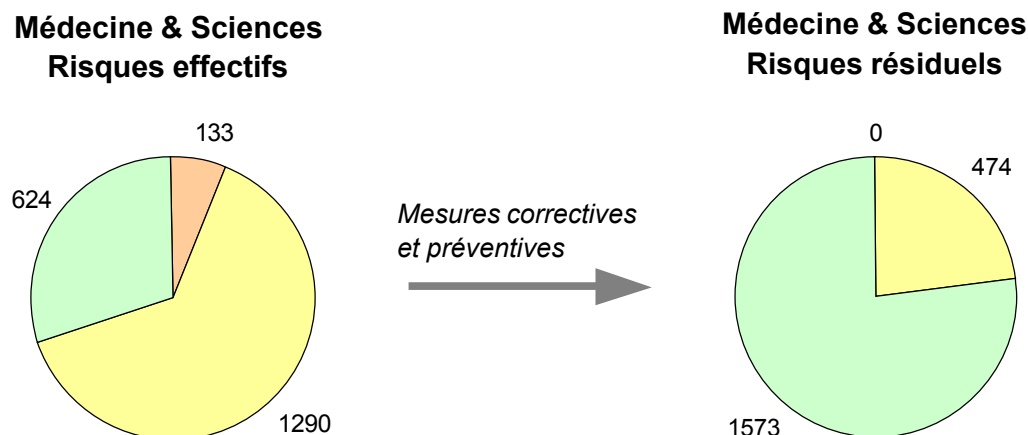 Médecine & Sciences
Risques effectifs
133
624
1290
Mesures correctives
et préventives
Médecine & Sciences
Risques résiduels
0
474
1573